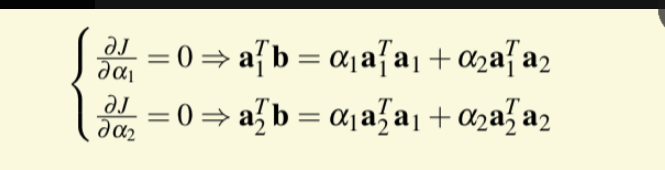 ∂J/∂α₁ = 0 ⇒ a₁ᵀb = α₁a₁ᵀa₁ + α₂a₁ᵀa₂
∂J/∂α₂ = 0 ⇒ a₂ᵀb = α₁a₂ᵀa₁ + α₂a₂ᵀa₂